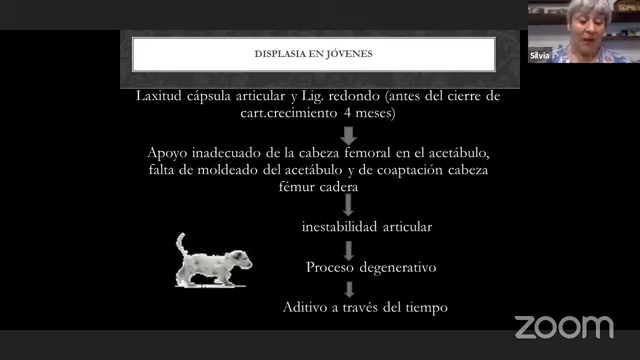 DISPLASIA EN JÓVENES
Silvia
Laxitud cápsula articular y Lig. redondo (antes del cierre de
cart.crecimiento 4 meses)
Apoyo inadecuado de la cabeza femoral en el acetábulo,
falta de moldeado del acetábulo y de coaptación cabeza
fémur cadera
inestabilidad articular
Proceso degenerativo
Aditivo a través del tiempo
zoom